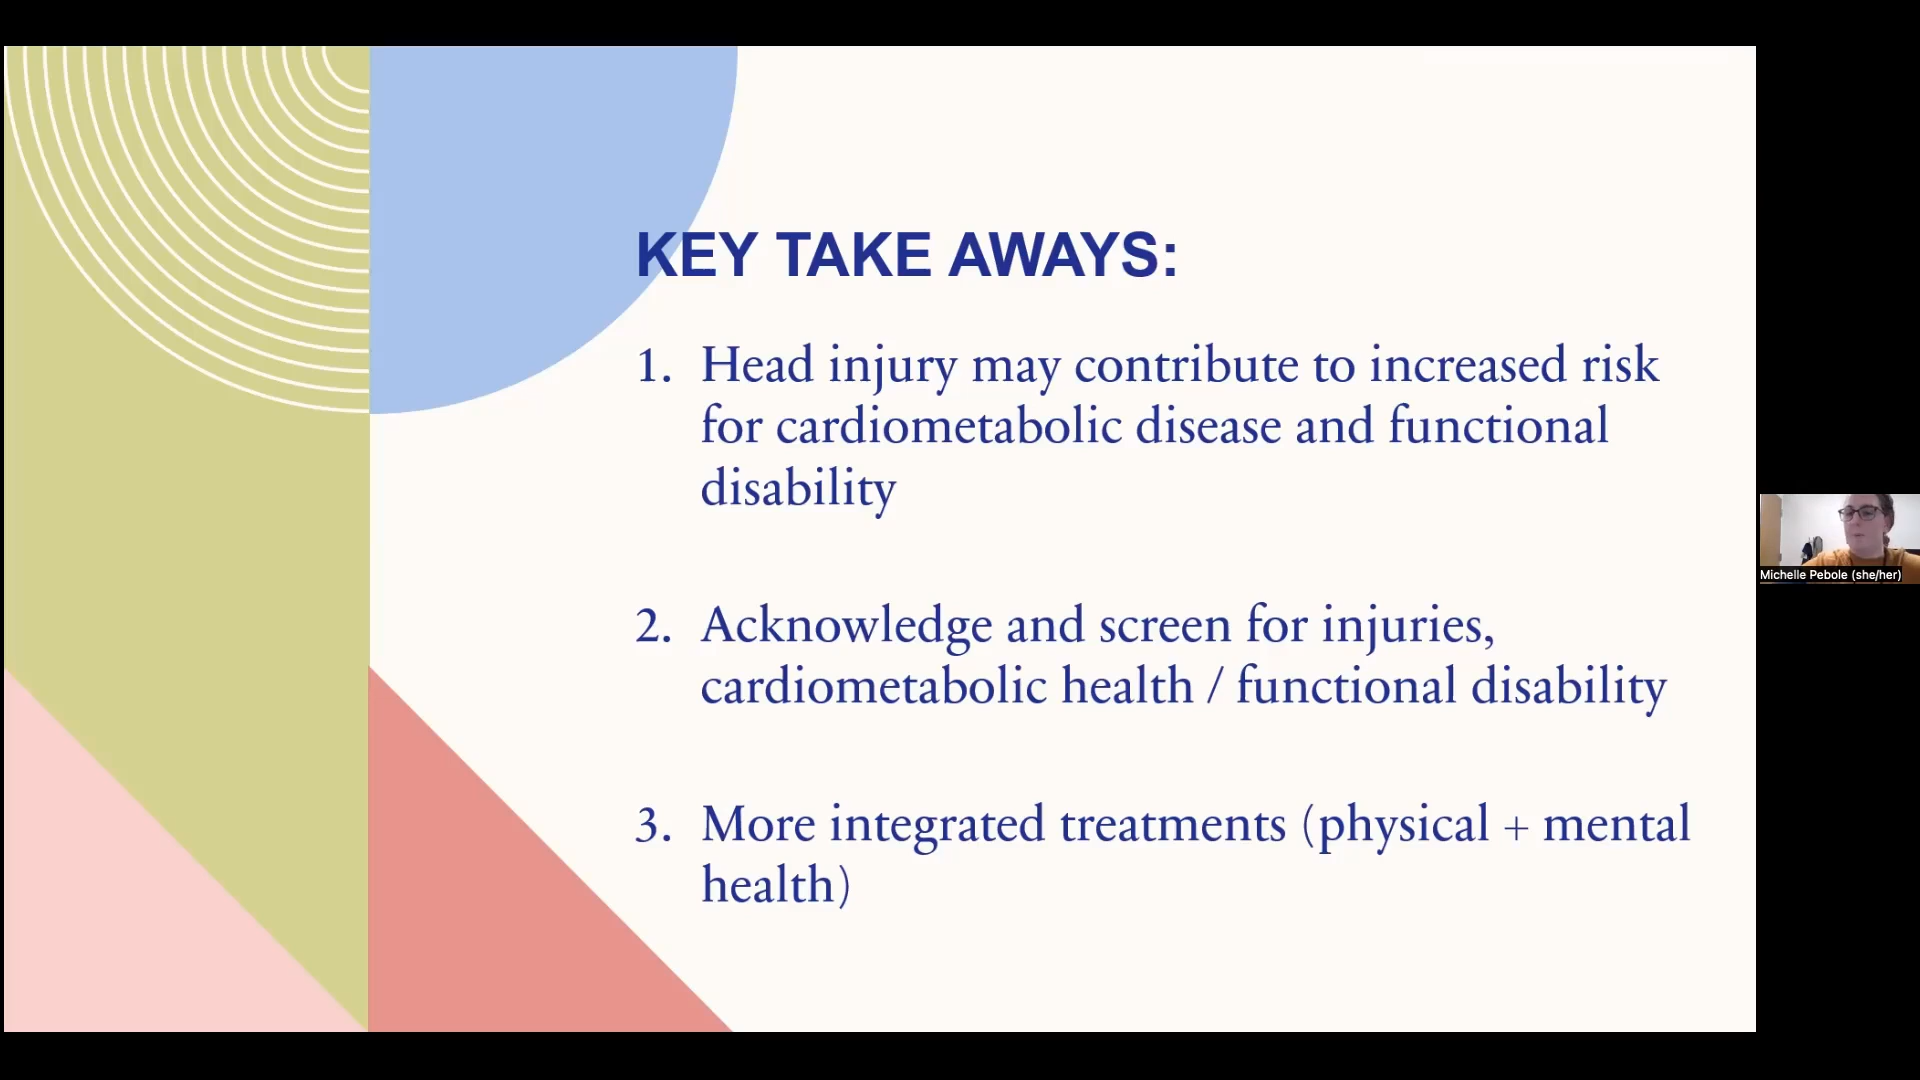 KEY TAKE AWAYS:
1. Head injury may contribute to increased risk
for cardiometabolic disease and functional
disability
2. Acknowledge and screen for injuries,
cardiometabolic health / functional disability
3. More integrated treatments (physical + mental
health)
Michelle Pebole (she/her)